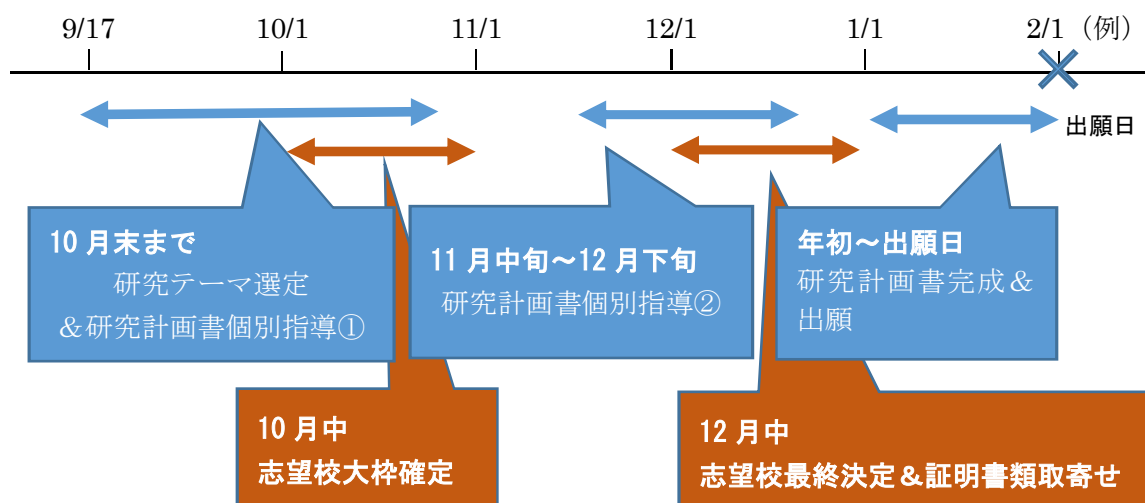 9/17 10/1 11/1 12/1 1/1 2/1（例）
出願日
10月末まで
研究テーマ選定
＆研究計画書個別指導①
11月中旬～12月下旬
研究計画書個別指導②
年初～出願日
研究計画書完成＆
出願
10月中
志望校大枠確定
12月中
志望校最終決定＆証明書類取寄せ